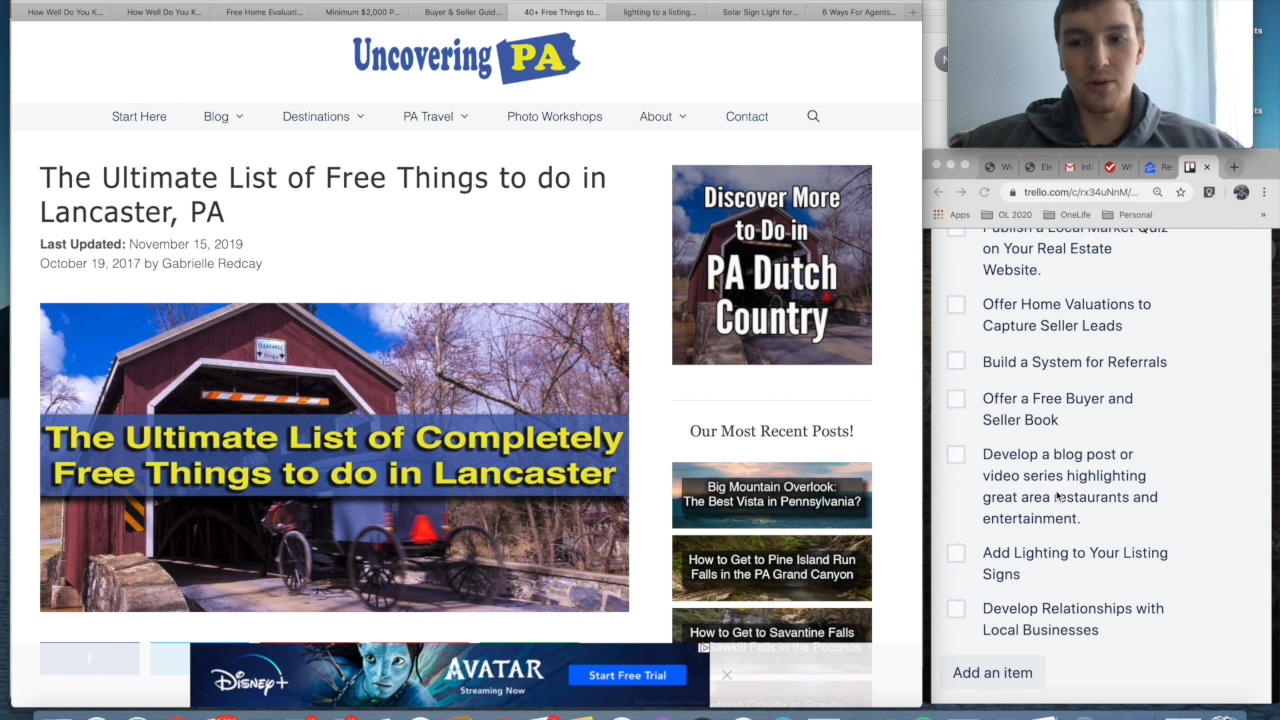 How Well Do You K...
How Well Do You K...
Free Home Evaluati...
Minimum $2,000 P...
Buyer & Seller Guid...
40+ Free Things to...
lighting to a listing...
Solar Sign Light for...
6 Ways For Agents...
Uncovering PA
Start Here
Blog
Destinations
PA Travel
Photo Workshops
About
Contact
The Ultimate List of Free Things to do in
Lancaster, PA
Last Updated: November 15, 2019
October 19, 2017 by Gabrielle Redcay
CLEARANCE
The Ultimate List of Completely
Free Things to do in Lancaster
Discover More
to Do in
PA Dutch
Country
Our Most Recent Posts!
Big Mountain Overlook:
The Best Vista in Pennsylvania?
How to Get to Pine Island Run
Falls in the PA Grand Canyon
How to Get to Savantine Falls
Disney+
AVATAR
Streaming Now
Start Free Trial
trello.com/c/rx34uNnM/...
Apps
OL 2020
OneLife
Personal
»
Publish a Local Market Quiz
on Your Real Estate
Website.
Offer Home Valuations to
Capture Seller Leads
Build a System for Referrals
Offer a Free Buyer and
Seller Book
Develop a blog post or
video series highlighting
great area restaurants and
entertainment.
Add Lighting to Your Listing
Signs
Develop Relationships with
Local Businesses
Add an item